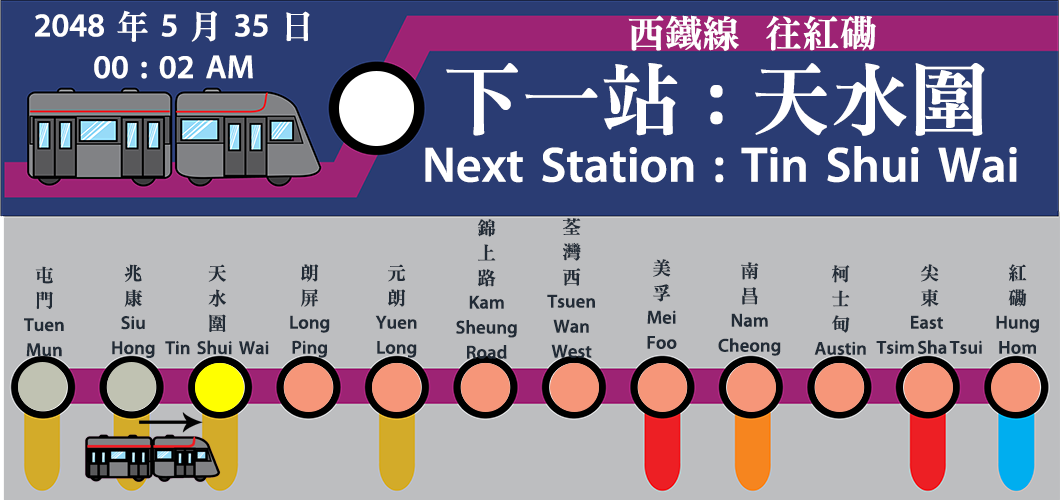 2048 年 5 月 35 日
00 : 02 AM
西鐵線 往紅磡
下一站：天水圍
Next Station : Tin Shui Wai
屯門
Tuen
Mun
兆康
Siu
Hong
天水圍
Tin Shui Wai
朗屏
Long
Ping
元朗
Yuen
Long
錦上路
Kam
Sheung
Road
荃灣西
Tsuen
Wan
West
美孚
Mei
Foo
南昌
Nam
Cheong
柯士甸
Austin
尖東
East
Tsim Sha Tsui
紅磡
Hung
Hom